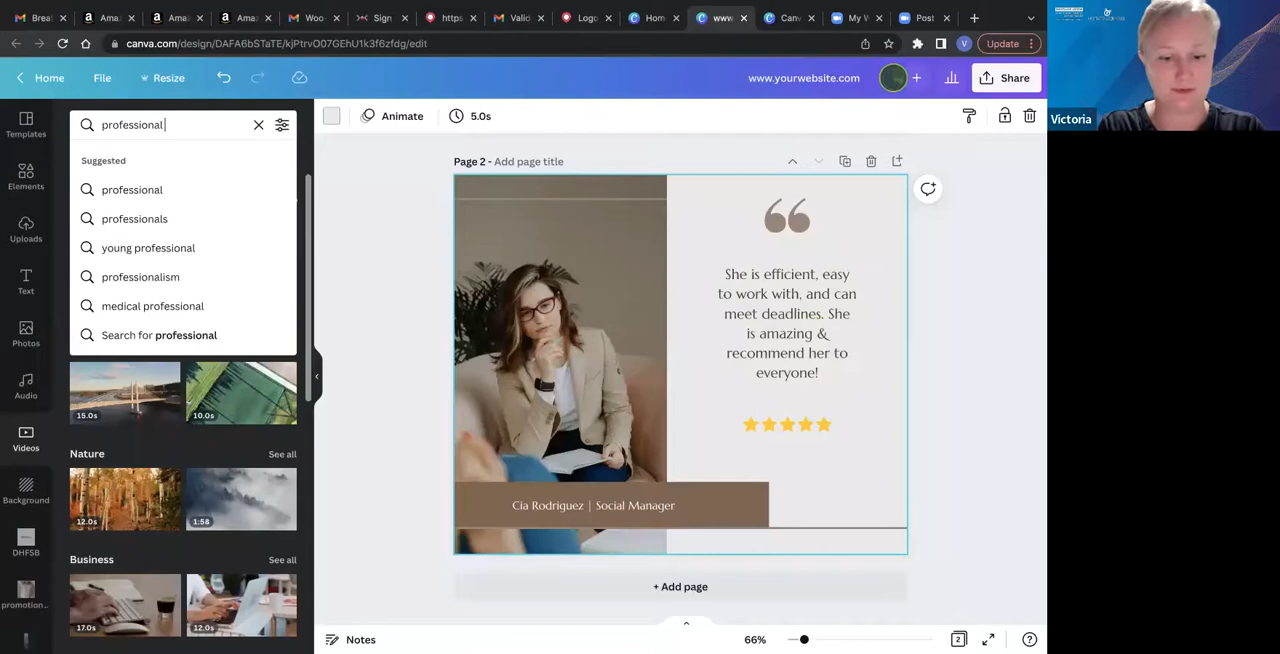 Breat
Amaz
Amaz
Amaz
Woo-
Sign
https
Valid
Logo
Home
www
Canv
My W
Post
canva.com/design/DAFA6bSTaTE/kjPtrvO07GEhU1k3f6zfdg/edit
V
Update
Home
File
Resize
www.yourwebsite.com
Share
Templates
Elements
Uploads
Text
Photos
Audio
Videos
Background
DHFSB
promotion...
professional
Suggested
professional
professionals
young professional
professionalism
medical professional
Search for professional
15.0s
10.0s
Nature
See all
12.0s
1:58
Business
See all
17.0s
12.0s
Animate
5.0s
Page 2 - Add page title
She is efficient, easy
to work with, and can
meet deadlines. She
is amazing &
recommend her to
everyone!
Cia Rodriguez | Social Manager
+ Add page
Notes
66%
2
Victoria